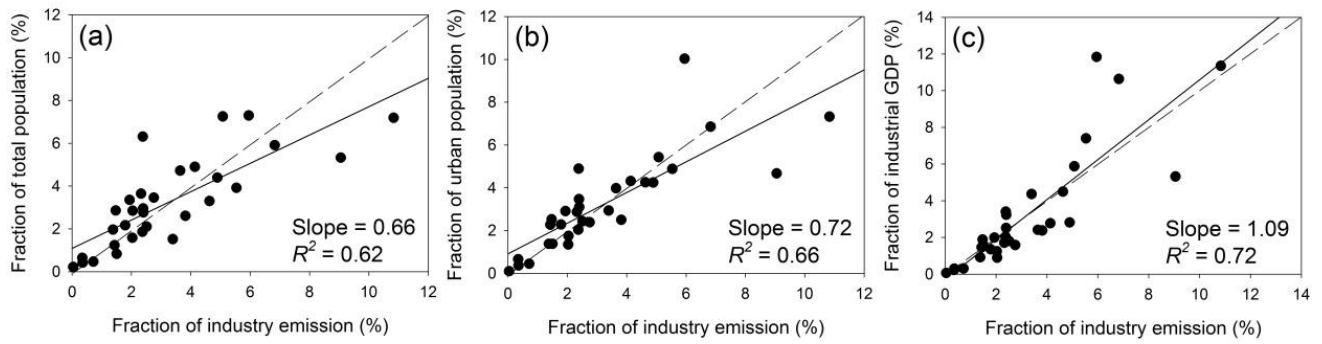 (a)
Fraction of total population (%)
12
10
8
6
4
2
0
Slope = 0.66
R² = 0.62
0 2 4 6 8 10 12
Fraction of industry emission (%)
(b)
Fraction of urban population (%)
12
10
8
6
4
2
0
Slope = 0.72
R² = 0.66
0 2 4 6 8 10 12
Fraction of industry emission (%)
(c)
Fraction of industrial GDP (%)
14
12
10
8
6
4
2
0
Slope = 1.09
R² = 0.72
0 2 4 6 8 10 12 14
Fraction of industry emission (%)